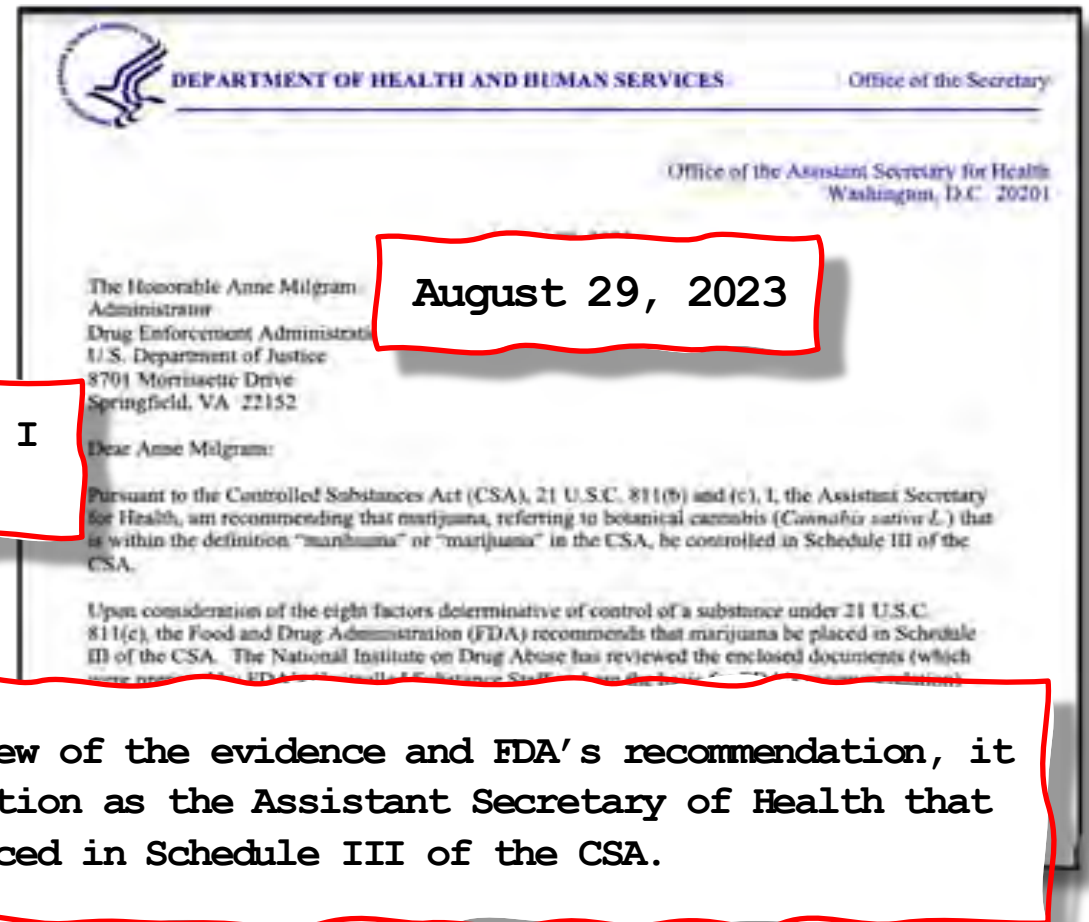 DEPARTMENT OF HEALTH AND HUMAN SERVICES
Office of the Secretary
Office of the Assistant Secretary for Health
Washington, D.C. 20201
August 29, 2023
The Honorable Anne Milgram
Administrator
Drug Enforcement Administrati
U.S. Department of Justice
8701 Morrissette Drive
Springfield, VA 22152
I
Dear Anne Milgram:
Pursuant to the Controlled Substances Act (CSA), 21 U.S.C. 811(b) and (c), I, the Assistant Secretary
for Health, am recommending that marijuana, referring to botanical cannabis (Cannabis sativa L.) that
is within the definition "marihuana" or "marijuana" in the CSA, be controlled in Schedule III of the
CSA.
Upon consideration of the eight factors determinative of control of a substance under 21 U.S.C.
811(c), the Food and Drug Administration (FDA) recommends that marijuana be placed in Schedule
III of the CSA. The National Institute on Drug Abuse has reviewed the enclosed documents (which
ew of the evidence and FDA's recommendation, it
tion as the Assistant Secretary of Health that
ced in Schedule III of the CSA.